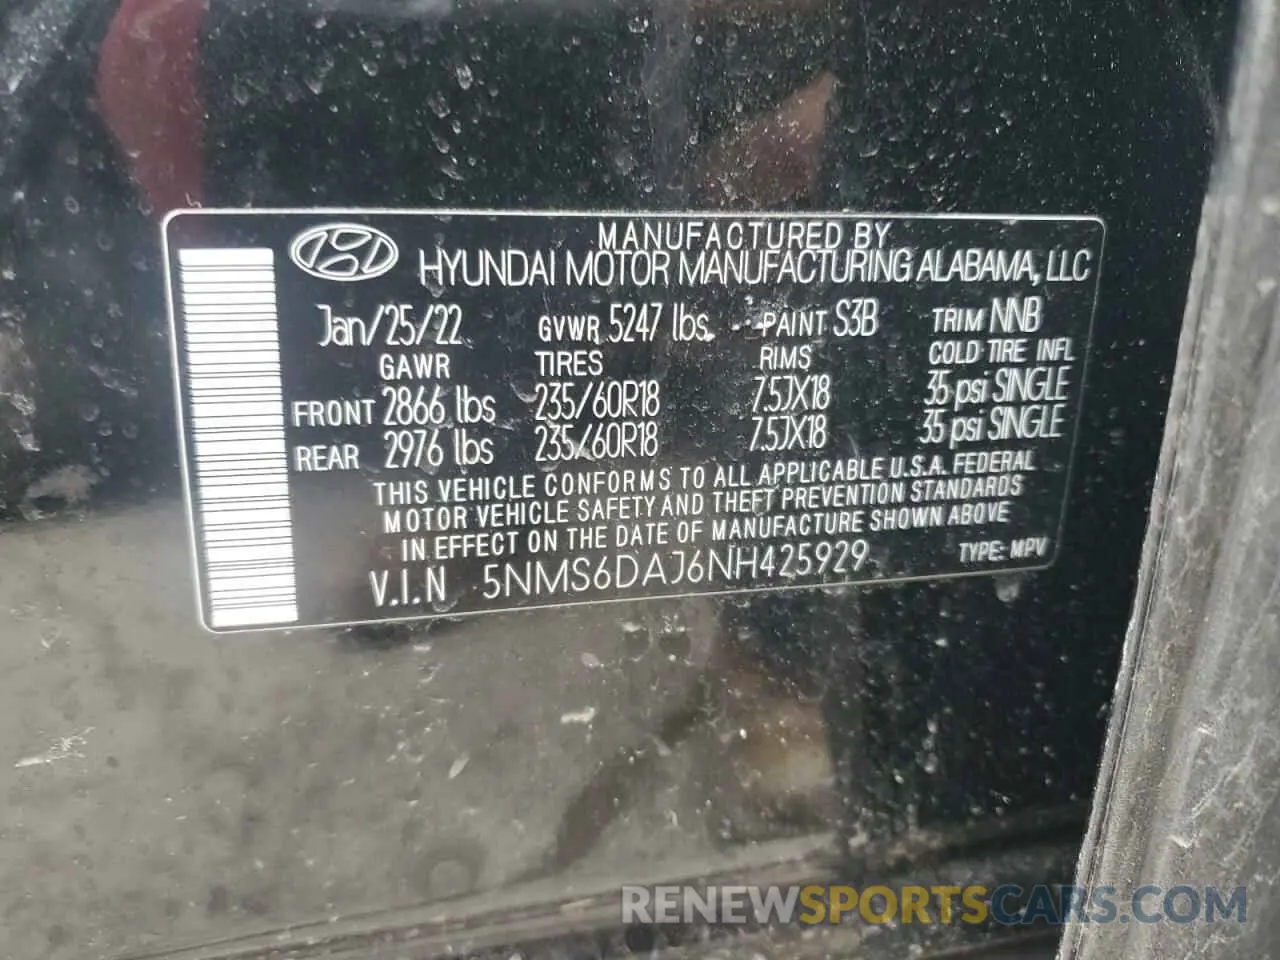 MANUFACTURED BY
HYUNDAI MOTOR MANUFACTURING ALABAMA, LLC
Jan/25/22 GVWR 5247 lbs. PAINT S3B TRIM NNB
GAWR TIRES RIMS COLD TIRE INFL
FRONT 2866 lbs 235/60R18 7.5JX18 35 psi SINGLE
REAR 2976 lbs 235/60R18 7.5JX18 35 psi SINGLE
THIS VEHICLE CONFORMS TO ALL APPLICABLE U.S.A. FEDERAL
MOTOR VEHICLE SAFETY AND THEFT PREVENTION STANDARDS
IN EFFECT ON THE DATE OF MANUFACTURE SHOWN ABOVE
V.I.N 5NMS6DAJ6NH425929 TYPE: MPV
RENEWSPORTSCARS.COM